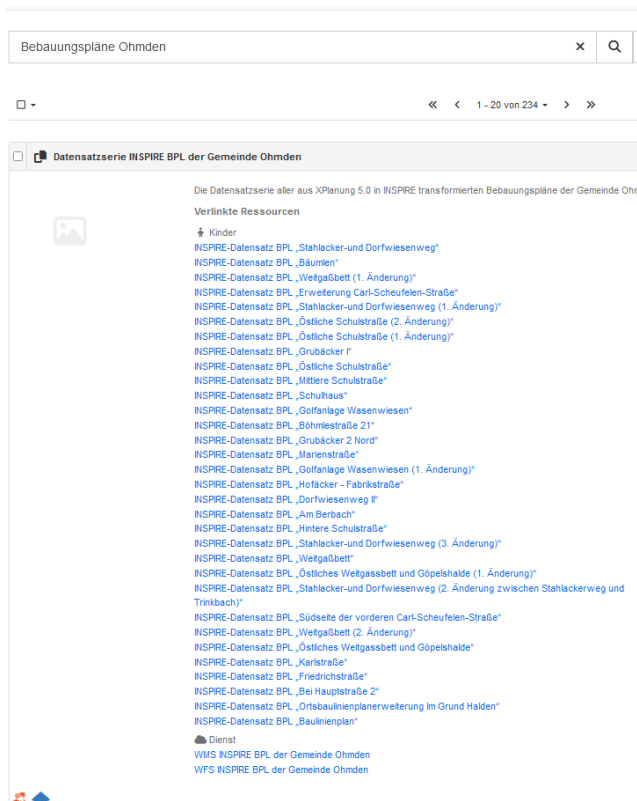 Bebauungspläne Ohmden
1 - 20 von 234
Datensatzserie INSPIRE BPL der Gemeinde Ohmden
Die Datensatzserie aller aus XPlanung 5.0 in INSPIRE transformierten Bebauungspläne der Gemeinde Ohm
Verlinkte Ressourcen
Kinder
INSPIRE-Datensatz BPL „Stahlacker-und Dorfwiesenweg“
INSPIRE-Datensatz BPL „Bäumlen“
INSPIRE-Datensatz BPL „Weitgaßbett (1. Änderung)“
INSPIRE-Datensatz BPL „Erweiterung Carl-Scheufelen-Straße“
INSPIRE-Datensatz BPL „Stahlacker-und Dorfwiesenweg (1. Änderung)“
INSPIRE-Datensatz BPL „Östliche Schulstraße (2. Änderung)“
INSPIRE-Datensatz BPL „Östliche Schulstraße (1. Änderung)“
INSPIRE-Datensatz BPL „Grubäcker I“
INSPIRE-Datensatz BPL „Östliche Schulstraße“
INSPIRE-Datensatz BPL „Mittlere Schulstraße“
INSPIRE-Datensatz BPL „Schulhaus“
INSPIRE-Datensatz BPL „Golfanlage Wasenwiesen“
INSPIRE-Datensatz BPL „Böhmlestraße 21“
INSPIRE-Datensatz BPL „Grubäcker 2 Nord“
INSPIRE-Datensatz BPL „Marienstraße“
INSPIRE-Datensatz BPL „Golfanlage Wasenwiesen (1. Änderung)“
INSPIRE-Datensatz BPL „Hofäcker - Fabrikstraße“
INSPIRE-Datensatz BPL „Dorfwiesenweg II“
INSPIRE-Datensatz BPL „Am Berbach“
INSPIRE-Datensatz BPL „Hintere Schulstraße“
INSPIRE-Datensatz BPL „Stahlacker-und Dorfwiesenweg (3. Änderung)“
INSPIRE-Datensatz BPL „Weitgaßbett“
INSPIRE-Datensatz BPL „Östliches Weitgassbett und Göpelshalde (1. Änderung)“
INSPIRE-Datensatz BPL „Stahlacker-und Dorfwiesenweg (2. Änderung zwischen Stahlackerweg und
Trinkbach)“
INSPIRE-Datensatz BPL „Südseite der vorderen Carl-Scheufelen-Straße“
INSPIRE-Datensatz BPL „Weitgaßbett (2. Änderung)“
INSPIRE-Datensatz BPL „Östliches Weitgassbett und Göpelshalde“
INSPIRE-Datensatz BPL „Karlstraße“
INSPIRE-Datensatz BPL „Friedrichstraße“
INSPIRE-Datensatz BPL „Bei Hauptstraße 2“
INSPIRE-Datensatz BPL „Ortsbaulinienplanerweiterung Im Grund Halden“
INSPIRE-Datensatz BPL „Baulinienplan“
Dienst
WMS INSPIRE BPL der Gemeinde Ohmden
WFS INSPIRE BPL der Gemeinde Ohmden